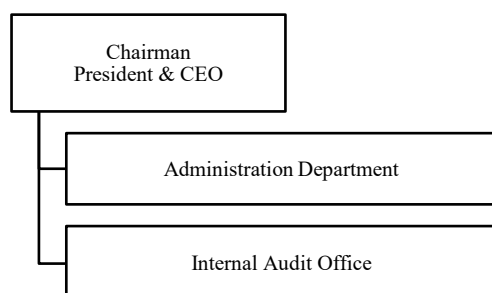 Chairman
President & CEO
Administration Department
Internal Audit Office